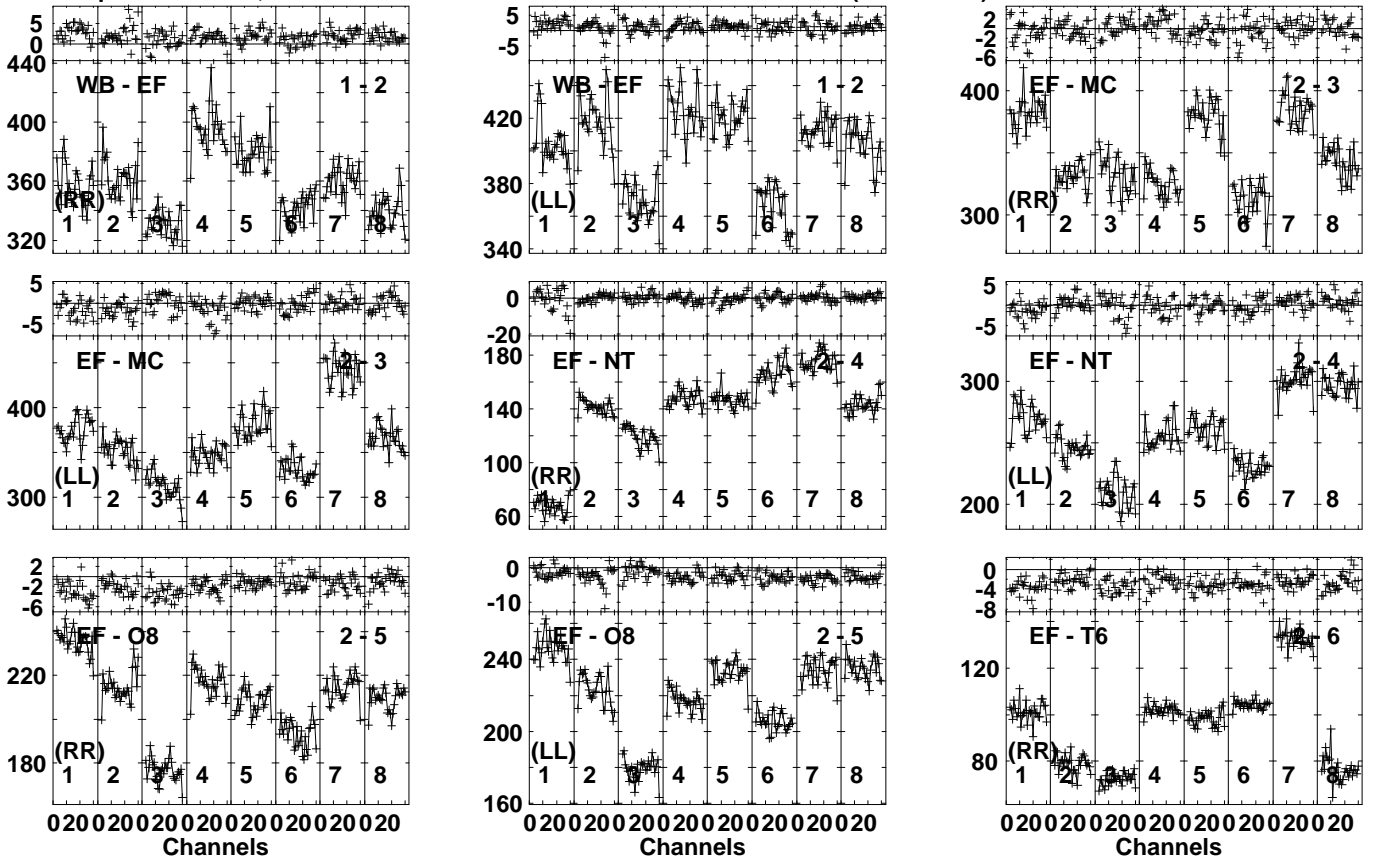 5 0 5 -5 2 0 -2 -6
440 400 360 320 WB - EF 1 - 2 (RR) 1 2 3 4 5 6 7 8
420 380 340 WB - EF 1 - 2 (LL) 1 2 3 4 5 6 7 8
400 300 EF - MC 2 - 3 (RR) 1 2 3 4 5 6 7 8
5 -5 0 -20 5 0 -5
400 300 EF - MC 2 - 3 (LL) 1 2 3 4 5 6 7 8
180 140 100 60 EF - NT 2 - 4 (RR) 1 2 3 4 5 6 7 8
300 200 EF - NT 2 - 4 (LL) 1 2 3 4 5 6 7 8
2 -2 -6 0 -10 0 -4 -8
220 180 EF - O8 2 - 5 (RR) 1 2 3 4 5 6 7 8
240 200 160 EF - O8 2 - 5 (LL) 1 2 3 4 5 6 7 8
120 80 EF - T6 2 - 6 (RR) 1 2 3 4 5 6 7 8
0 20 0 20 0 20 0 20 0 20 0 20 0 20 0 20
0 20 0 20 0 20 0 20 0 20 0 20 0 20 0 20
0 20 0 20 0 20 0 20 0 20 0 20 0 20 0 20
Channels Channels Channels